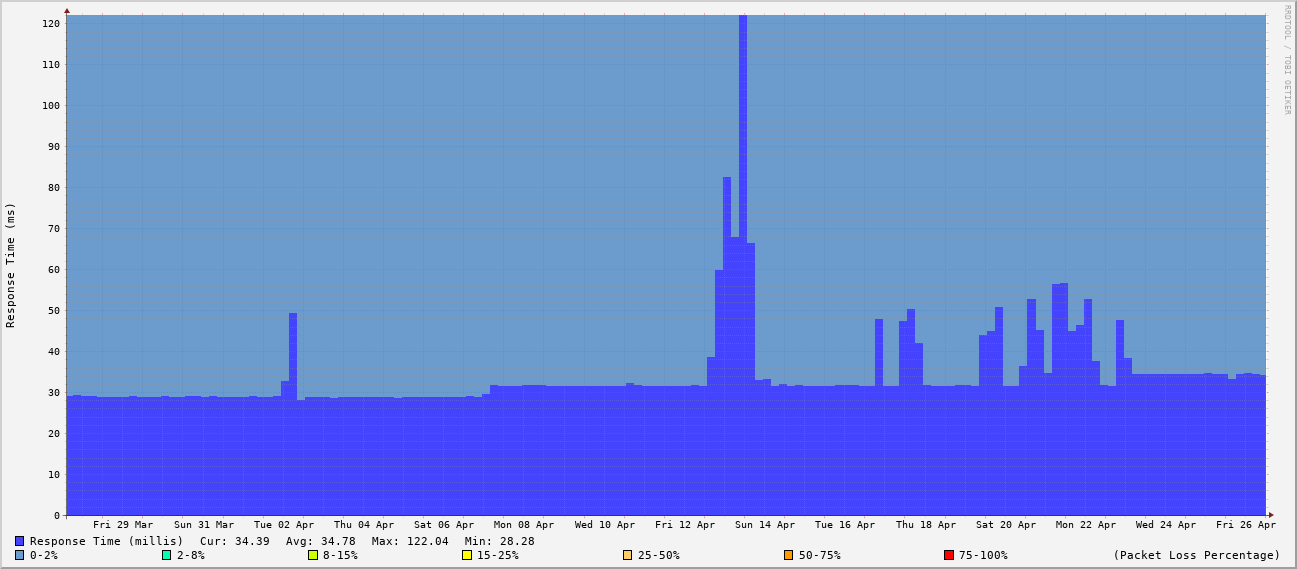 RRDTOOL / TOBI OETIKER
Response Time (ms)
120
110
100
90
80
70
60
50
40
30
20
10
0
Fri 29 Mar Sun 31 Mar Tue 02 Apr Thu 04 Apr Sat 06 Apr Mon 08 Apr Wed 10 Apr Fri 12 Apr Sun 14 Apr Tue 16 Apr Thu 18 Apr Sat 20 Apr Mon 22 Apr Wed 24 Apr Fri 26 Apr
Response Time (millis) Cur: 34.39 Avg: 34.78 Max: 122.04 Min: 28.28
0-2% 2-8% 8-15% 15-25% 25-50% 50-75% 75-100% (Packet Loss Percentage)